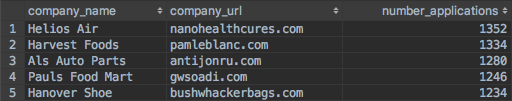 company_name company_url number_applications
1 Helios Air nanohealthcures.com 1352
2 Harvest Foods pamleblanc.com 1334
3 Als Auto Parts antijonru.com 1280
4 Pauls Food Mart gwsoadi.com 1246
5 Hanover Shoe bushwhackerbags.com 1234